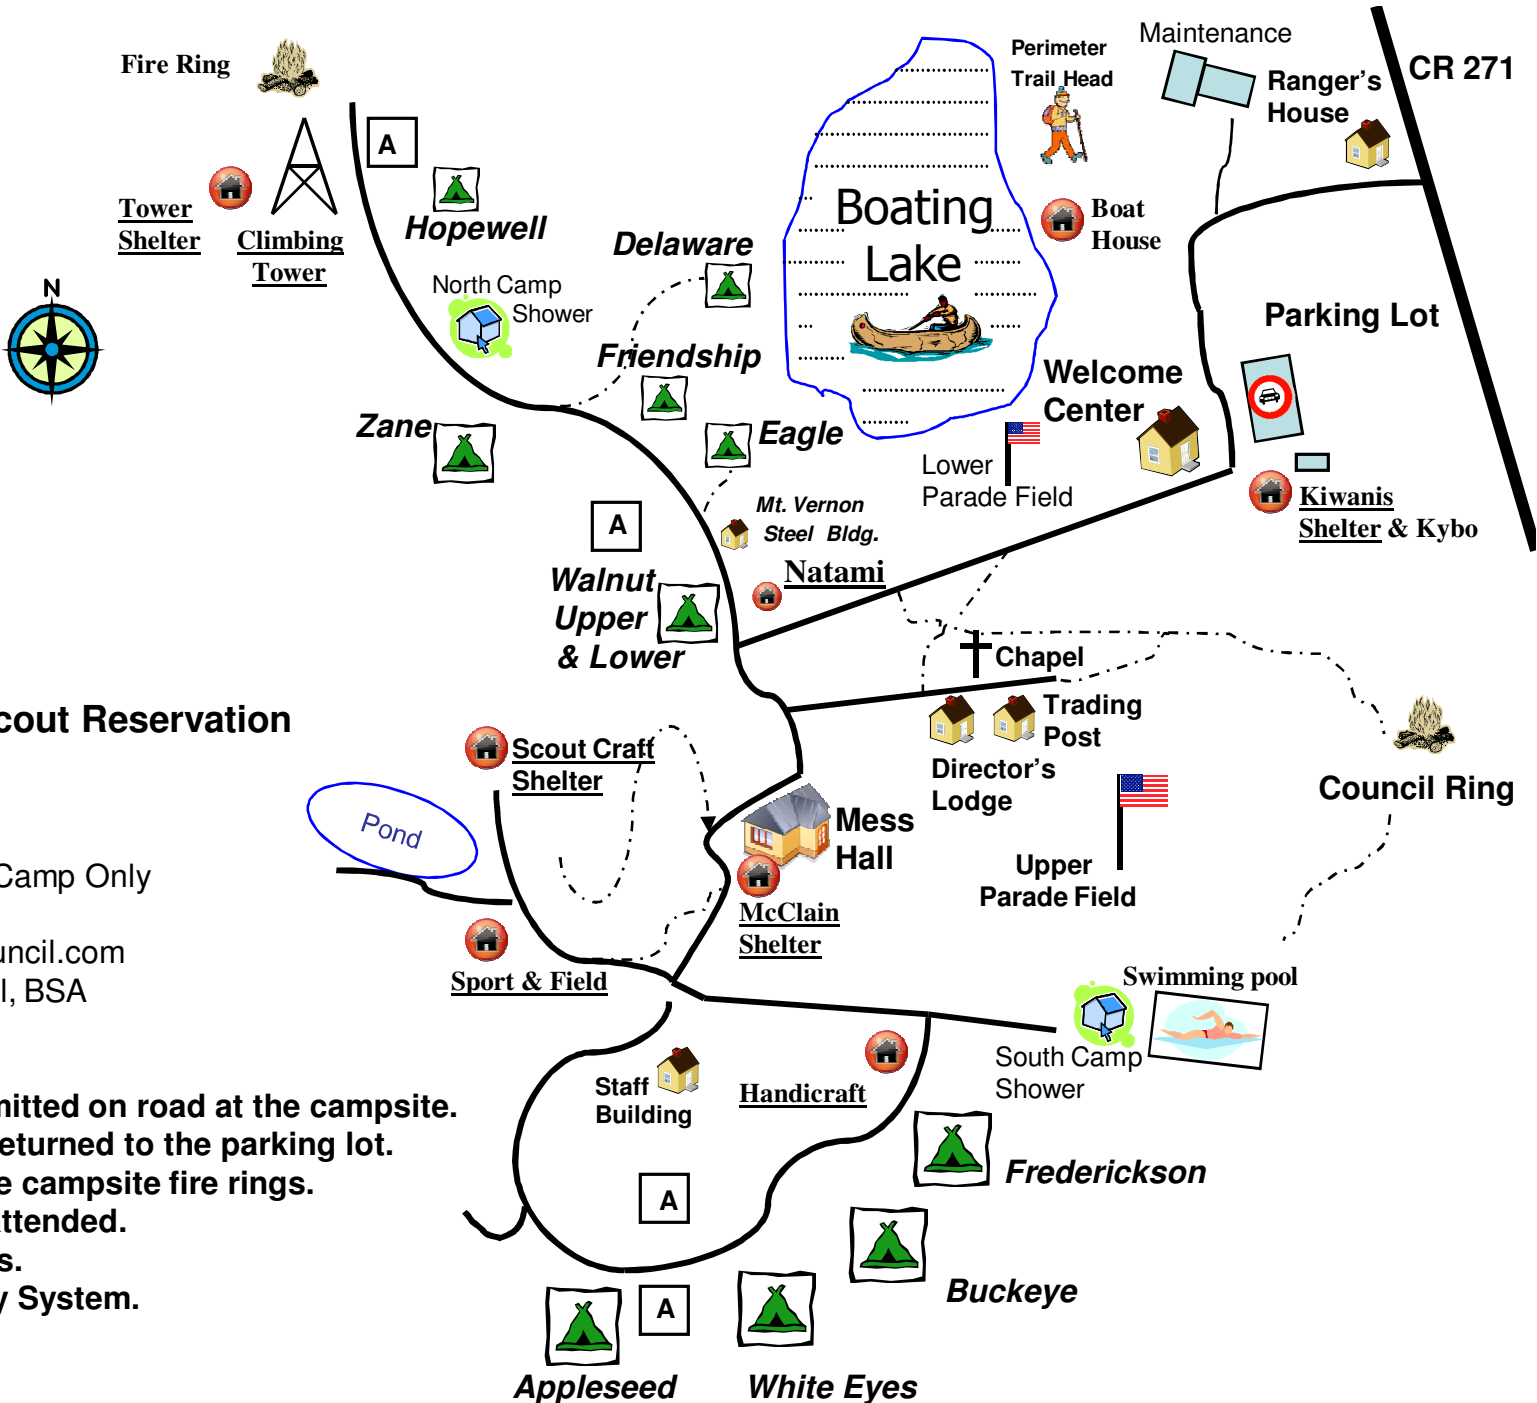 Maintenance
Fire Ring
Perimeter
Trail Head
CR 271
Ranger's
House
A
Tower
Shelter
Climbing
Tower
Hopewell
Delaware
Boating
Lake
Boat
House
N
North Camp
Shower
Parking Lot
Friendship
Welcome
Center
Zane
Eagle
Lower
Parade Field
Mt. Vernon
Steel Bldg.
Kiwanis
Shelter & Kybo
A
Walnut
Upper
& Lower
Natami
Chapel
cout Reservation
Scout Craft
Shelter
Trading
Post
Director's
Lodge
Council Ring
Pond
Mess
Hall
Upper
Parade Field
Camp Only
McClain
Shelter
uncil.com
l, BSA
Sport & Field
Swimming pool
South Camp
Shower
Staff
Building
Handicraft
mitted on road at the campsite.
eturned to the parking lot.
e campsite fire rings.
ttended.
s.
y System.
Frederickson
A
Buckeye
A
Appleseed
White Eyes